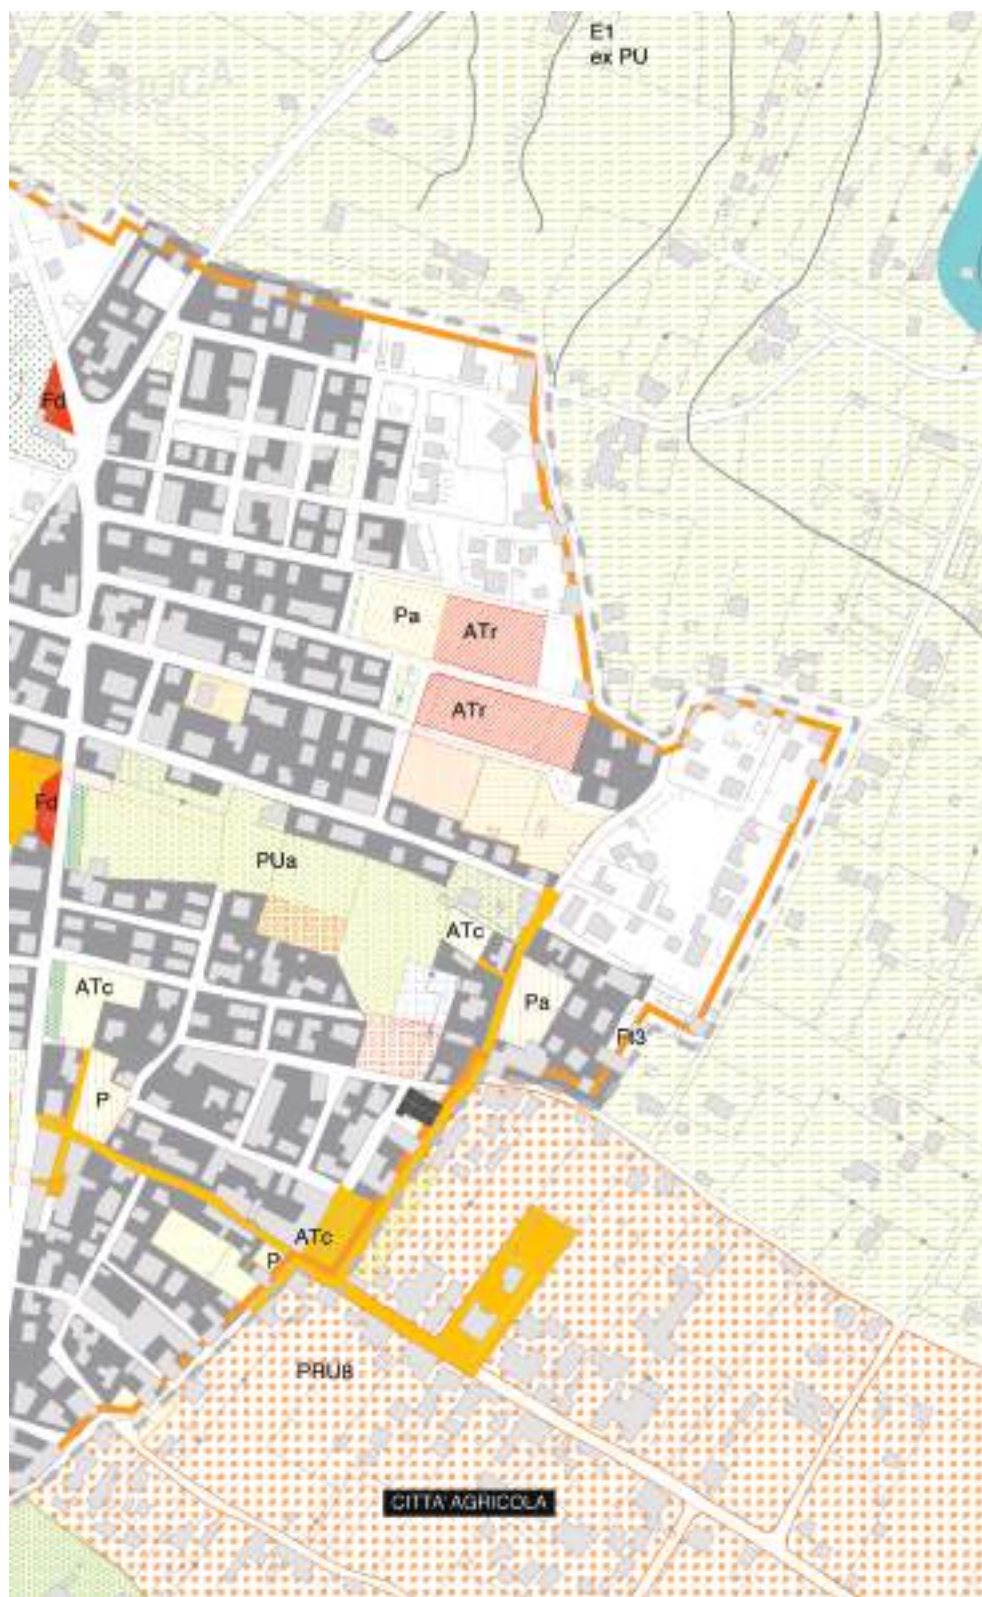 E1
ex PU
Fd
Pa
ATr
ATr
Fd
PUa
ATc
ATc
Pa
Ft3
P
ATc
P
PRU8
CITTA' AGRICOLA